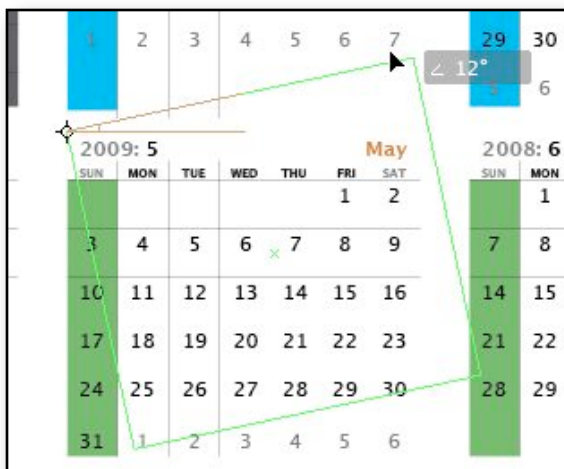 1 2 3 4 5 6 7 29 30
∠ 12°
5 6
2009: 5 May 2008: 6
SUN MON TUE WED THU FRI SAT SUN MON
1 2 1
3 4 5 6 7 8 9 7 8
10 11 12 13 14 15 16 14 15
17 18 19 20 21 22 23 21 22
24 25 26 27 28 29 30 28 29
31 1 2 3 4 5 6